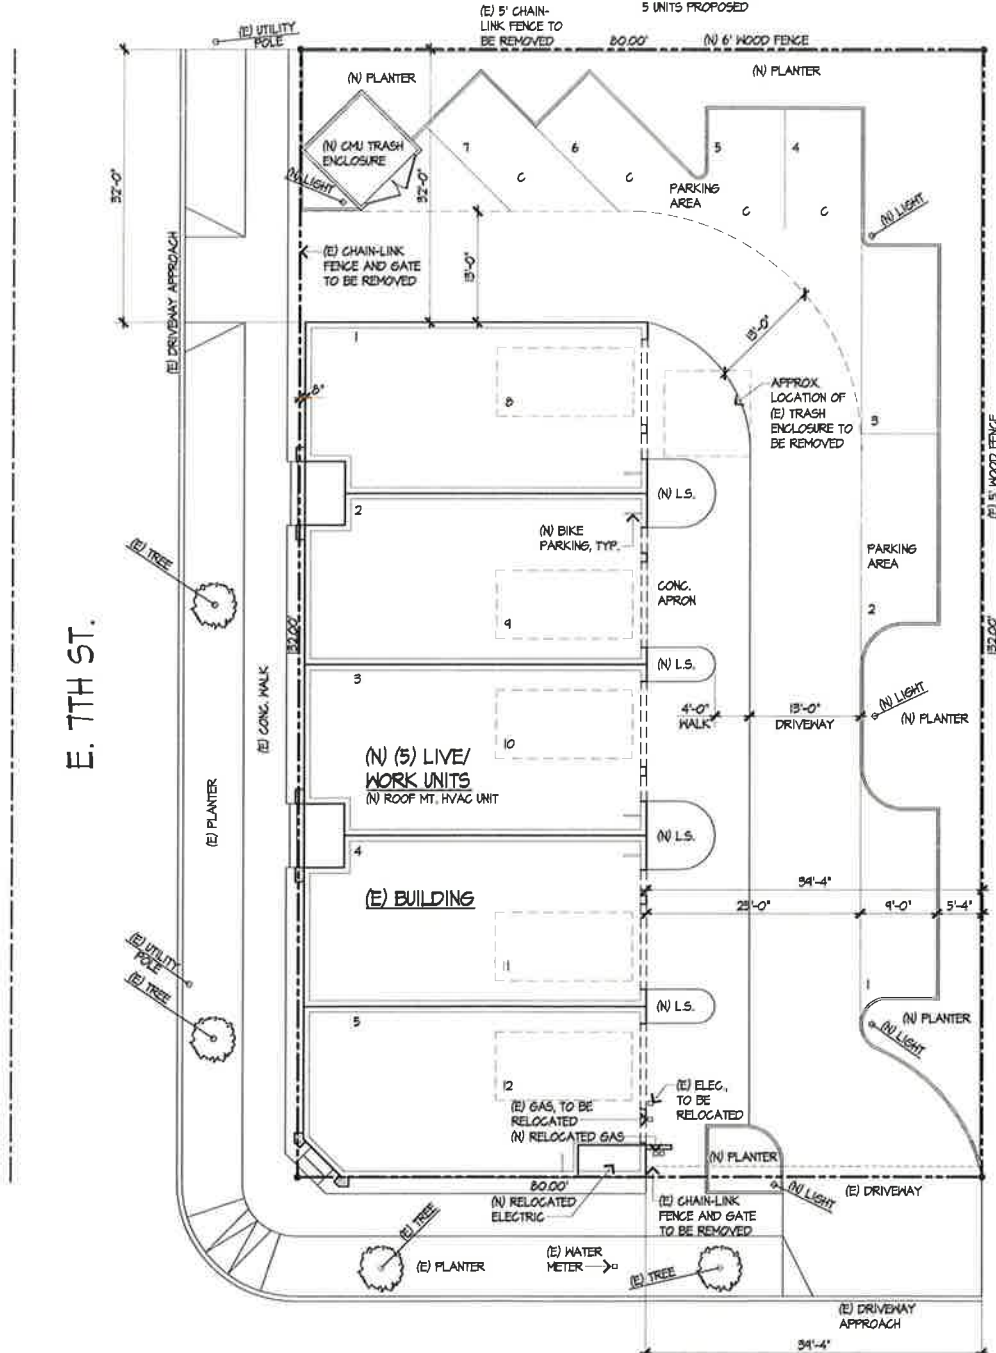 (E) 5' CHAIN-
LINK FENCE TO
BE REMOVED
5 UNITS PROPOSED
80.00'
(N) 6' WOOD FENCE
(E) UTILITY
POLE
(N) PLANTER
(N) PLANTER
(N) CMU TRASH
ENCLOSURE
(N) LIGHT
7
6
5
4
C
C
C
C
PARKING
AREA
(N) LIGHT
32'-0"
32'-0"
13'-0"
(E) CHAIN-LINK
FENCE AND GATE
TO BE REMOVED
(E) DRIVEWAY APPROACH
13'-0"
1
8"
8
APPROX.
LOCATION OF
(E) TRASH
ENCLOSURE TO
BE REMOVED
3
(E) 5' WOOD FENCE
(N) L.S.
2
(N) BIKE
PARKING, TYP.
(E) TREE
PARKING
AREA
CONC.
APRON
9
2
132.00'
132.00'
E. 7TH ST.
(E) CONC. WALK
3
(N) L.S.
(N) LIGHT
(N) PLANTER
4'-0"
WALK
13'-0"
DRIVEWAY
10
(N) (5) LIVE/
WORK UNITS
(N) ROOF MT. HVAC UNIT
(E) PLANTER
(N) L.S.
4
(E) BUILDING
39'-4"
25'-0"
9'-0"
5'-4"
(E) UTILITY
POLE
(E) TREE
11
1
(N) L.S.
(N) PLANTER
(N) LIGHT
5
12
(E) GAS, TO BE
RELOCATED
(N) RELOCATED GAS
(E) ELEC.,
TO BE
RELOCATED
(N) PLANTER
80.00'
(N) RELOCATED
ELECTRIC
(N) LIGHT
(E) DRIVEWAY
(E) CHAIN-LINK
FENCE AND GATE
TO BE REMOVED
(E) TREE
(E) PLANTER
(E) WATER
METER
(E) TREE
(E) DRIVEWAY
APPROACH
39'-4"